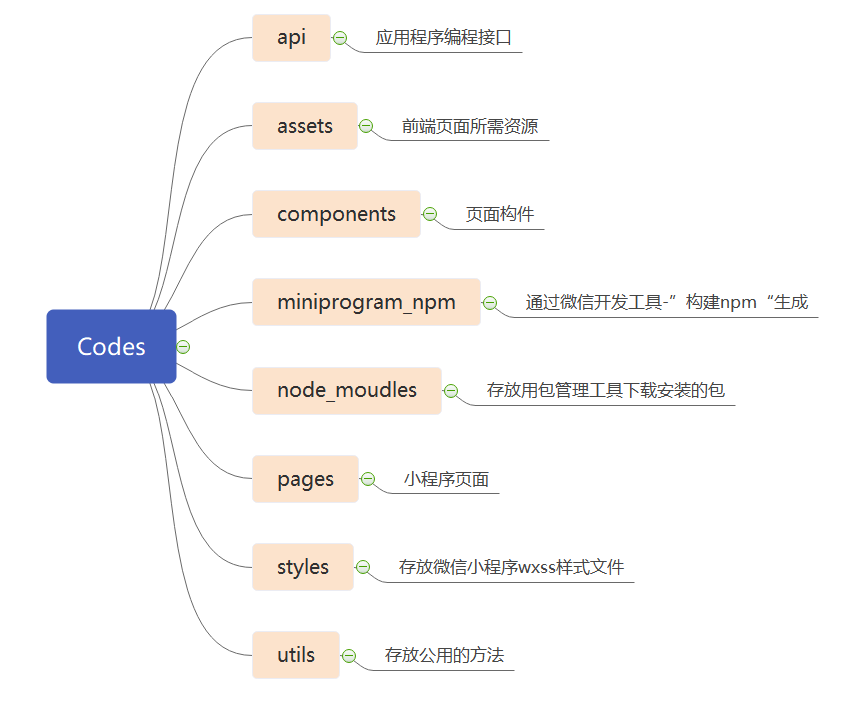 api
应用程序编程接口
assets
前端页面所需资源
components
页面构件
miniprogram_npm
通过微信开发工具-”构建npm“生成
Codes
node_moudles
存放用包管理工具下载安装的包
pages
小程序页面
styles
存放微信小程序wxss样式文件
utils
存放公用的方法